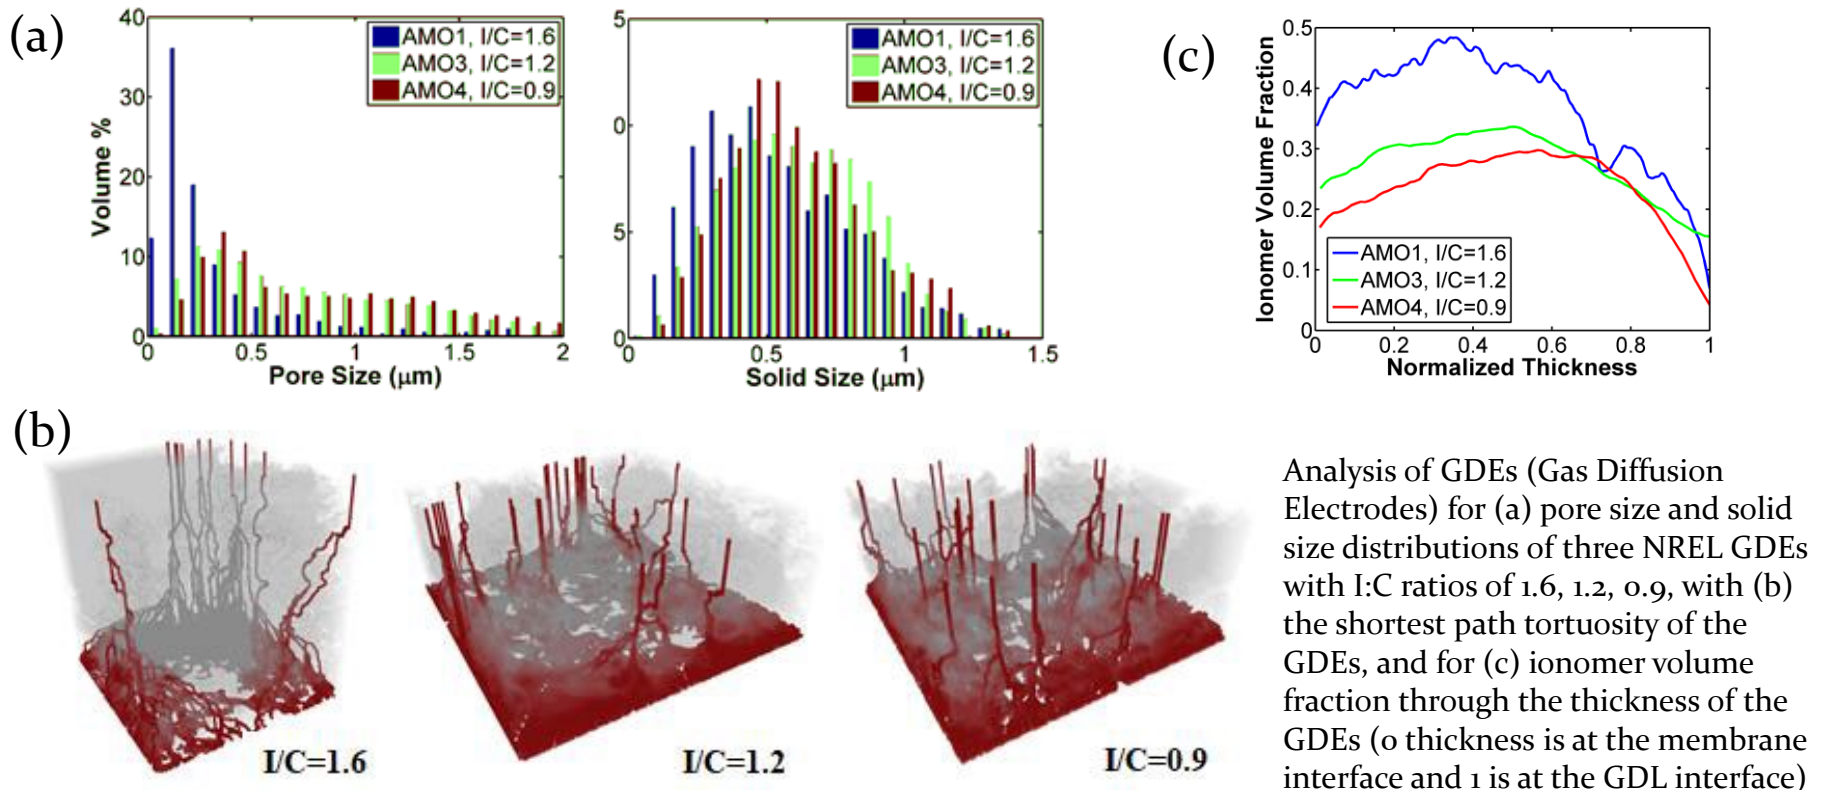 (a)
40
30
20
10
0
Volume %
AMO1, I/C=1.6
AMO3, I/C=1.2
AMO4, I/C=0.9
0 0.5 1 1.5 2
Pore Size (μm)
5
0
5
0
AMO1, I/C=1.6
AMO3, I/C=1.2
AMO4, I/C=0.9
0 0.5 1 1.5
Solid Size (μm)
(c)
0.5
0.4
0.3
0.2
0.1
0
Ionomer Volume Fraction
AMO1, I/C=1.6
AMO3, I/C=1.2
AMO4, I/C=0.9
0 0.2 0.4 0.6 0.8 1
Normalized Thickness
(b)
I/C=1.6
I/C=1.2
I/C=0.9
Analysis of GDEs (Gas Diffusion
Electrodes) for (a) pore size and solid
size distributions of three NREL GDEs
with I:C ratios of 1.6, 1.2, 0.9, with (b)
the shortest path tortuosity of the
GDEs, and for (c) ionomer volume
fraction through the thickness of the
GDEs (0 thickness is at the membrane
interface and 1 is at the GDL interface)